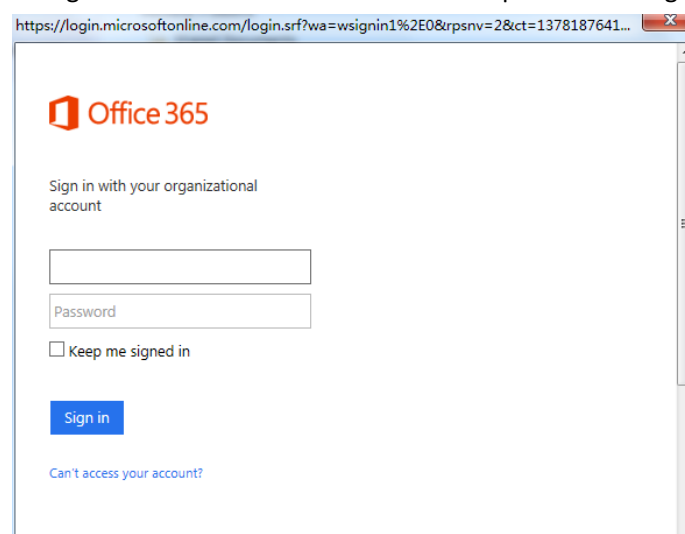 https://login.microsoftonline.com/login.srf?wa=wsignin1%2E0&rpsnv=2&ct=1378187641...
Office 365
Sign in with your organizational
account
Password
Keep me signed in
Sign in
Can't access your account?